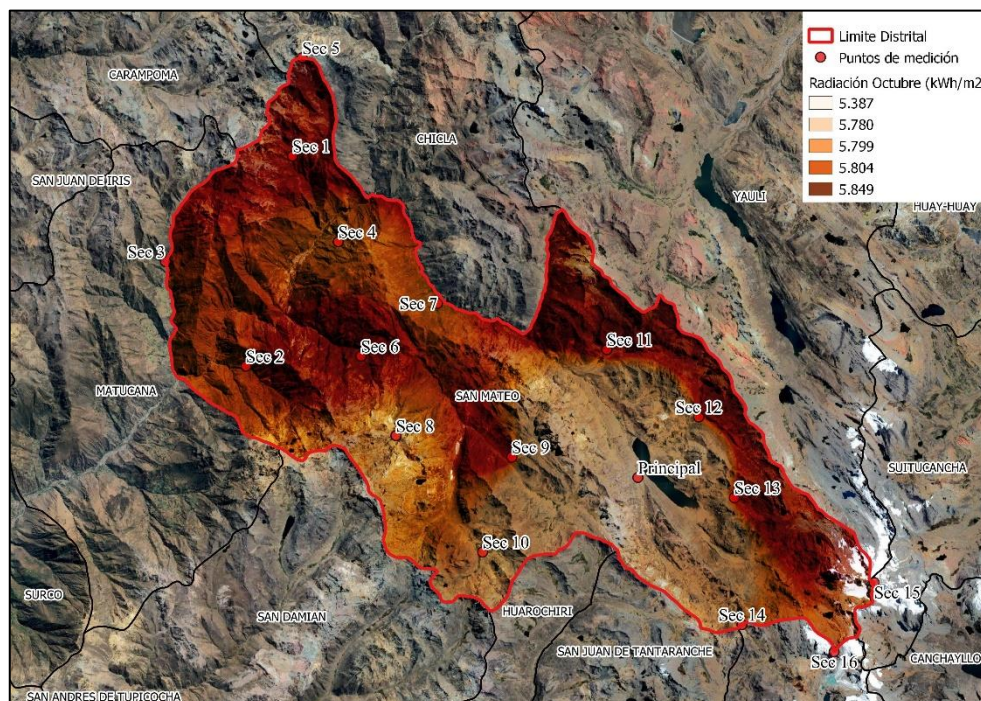 Limite Distrital
Puntos de medición
Radiación Octubre (kWh/m2
5.387
5.780
5.799
5.804
5.849
Sec 5
CARAMPOMA
CHICLA
Sec 1
SAN JUAN DE IRIS
YAULI
HUAY-HUAY
Sec 4
Sec 3
Sec 7
Sec 11
Sec 6
Sec 2
MATUCANA
SAN MATEO
Sec 12
Sec 8
Sec 9
Principal
SUITUCANCHA
Sec 13
Sec 10
Sec 15
SURCO
SAN DAMIAN
HUAROCHIRI
Sec 14
SAN JUAN DE TANTARANCHE
Sec 16
CANCHAYLLO
SAN ANDRES DE TUPICOCHA